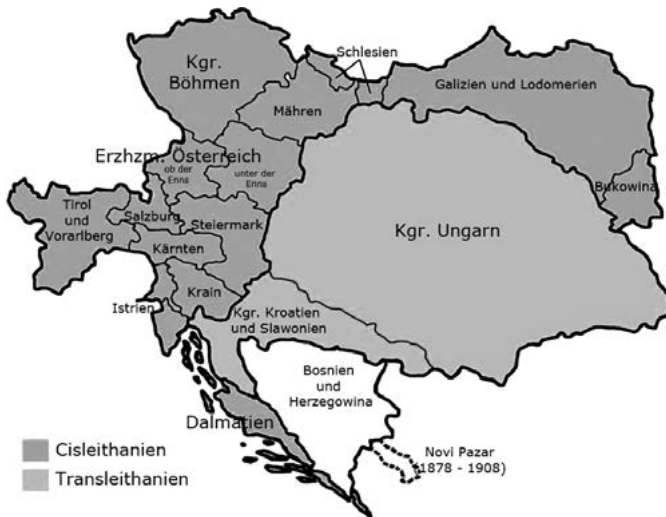 Kgr.
Böhmen
Schlesien
Mähren
Galizien und Lodomerien
Erzhzm. Österreich
ob der
Enns
unter der
Enns
Bukowina
Tirol
und
Vorarlberg
Salzburg
Steiermark
Kgr. Ungarn
Kärnten
Krain
Istrien
Kgr. Kroatien
und Slawonien
Bosnien
und
Herzegowina
Dalmatien
Novi Pazar
(1878 - 1908)
Cisleithanien
Transleithanien